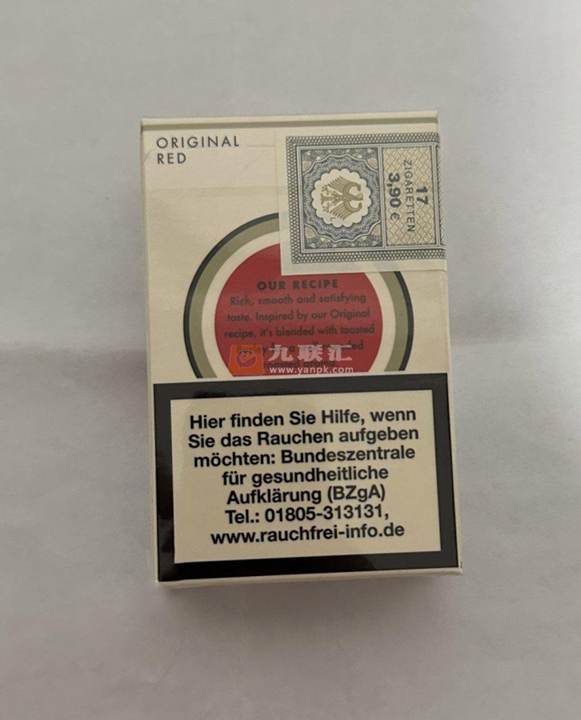 ORIGINAL
RED
17
ZIGARETTEN
3,90 €
OUR RECIPE
Rich, smooth and satisfying
taste. Inspired by our Original
recipe, it's blended with toasted
九联汇
www.yanpk.com
Hier finden Sie Hilfe, wenn
Sie das Rauchen aufgeben
möchten: Bundeszentrale
für gesundheitliche
Aufklärung (BZgA)
Tel.: 01805-313131,
www.rauchfrei-info.de